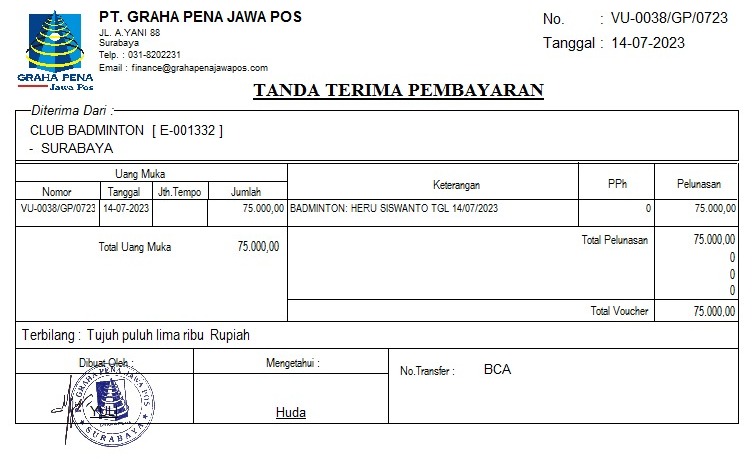 PT. GRAHA PENA JAWA POS
JL. A.YANI 88
Surabaya
Telp. : 031-8202231
Email : finance@grahapenajawapos.com
GRAHA PENA
Jawa Pos
No. : VU-0038/GP/0723
Tanggal : 14-07-2023
TANDA TERIMA PEMBAYARAN
Diterima Dari :
CLUB BADMINTON [ E-001332 ]
- SURABAYA
Uang Muka Keterangan PPh Pelunasan
Nomor Tanggal Jth.Tempo Jumlah
VU-0038/GP/0723 14-07-2023 75.000,00 BADMINTON: HERU SISWANTO TGL 14/07/2023 0 75.000,00
Total Uang Muka 75.000,00 Total Pelunasan 75.000,00
0
0
0
Total Voucher 75.000,00
Terbilang : Tujuh puluh lima ribu Rupiah
Dibuat Oleh : Mengetahui : No.Transfer : BCA
PT. GRAHA PENA JAWA POS
SURABAYA
Huda